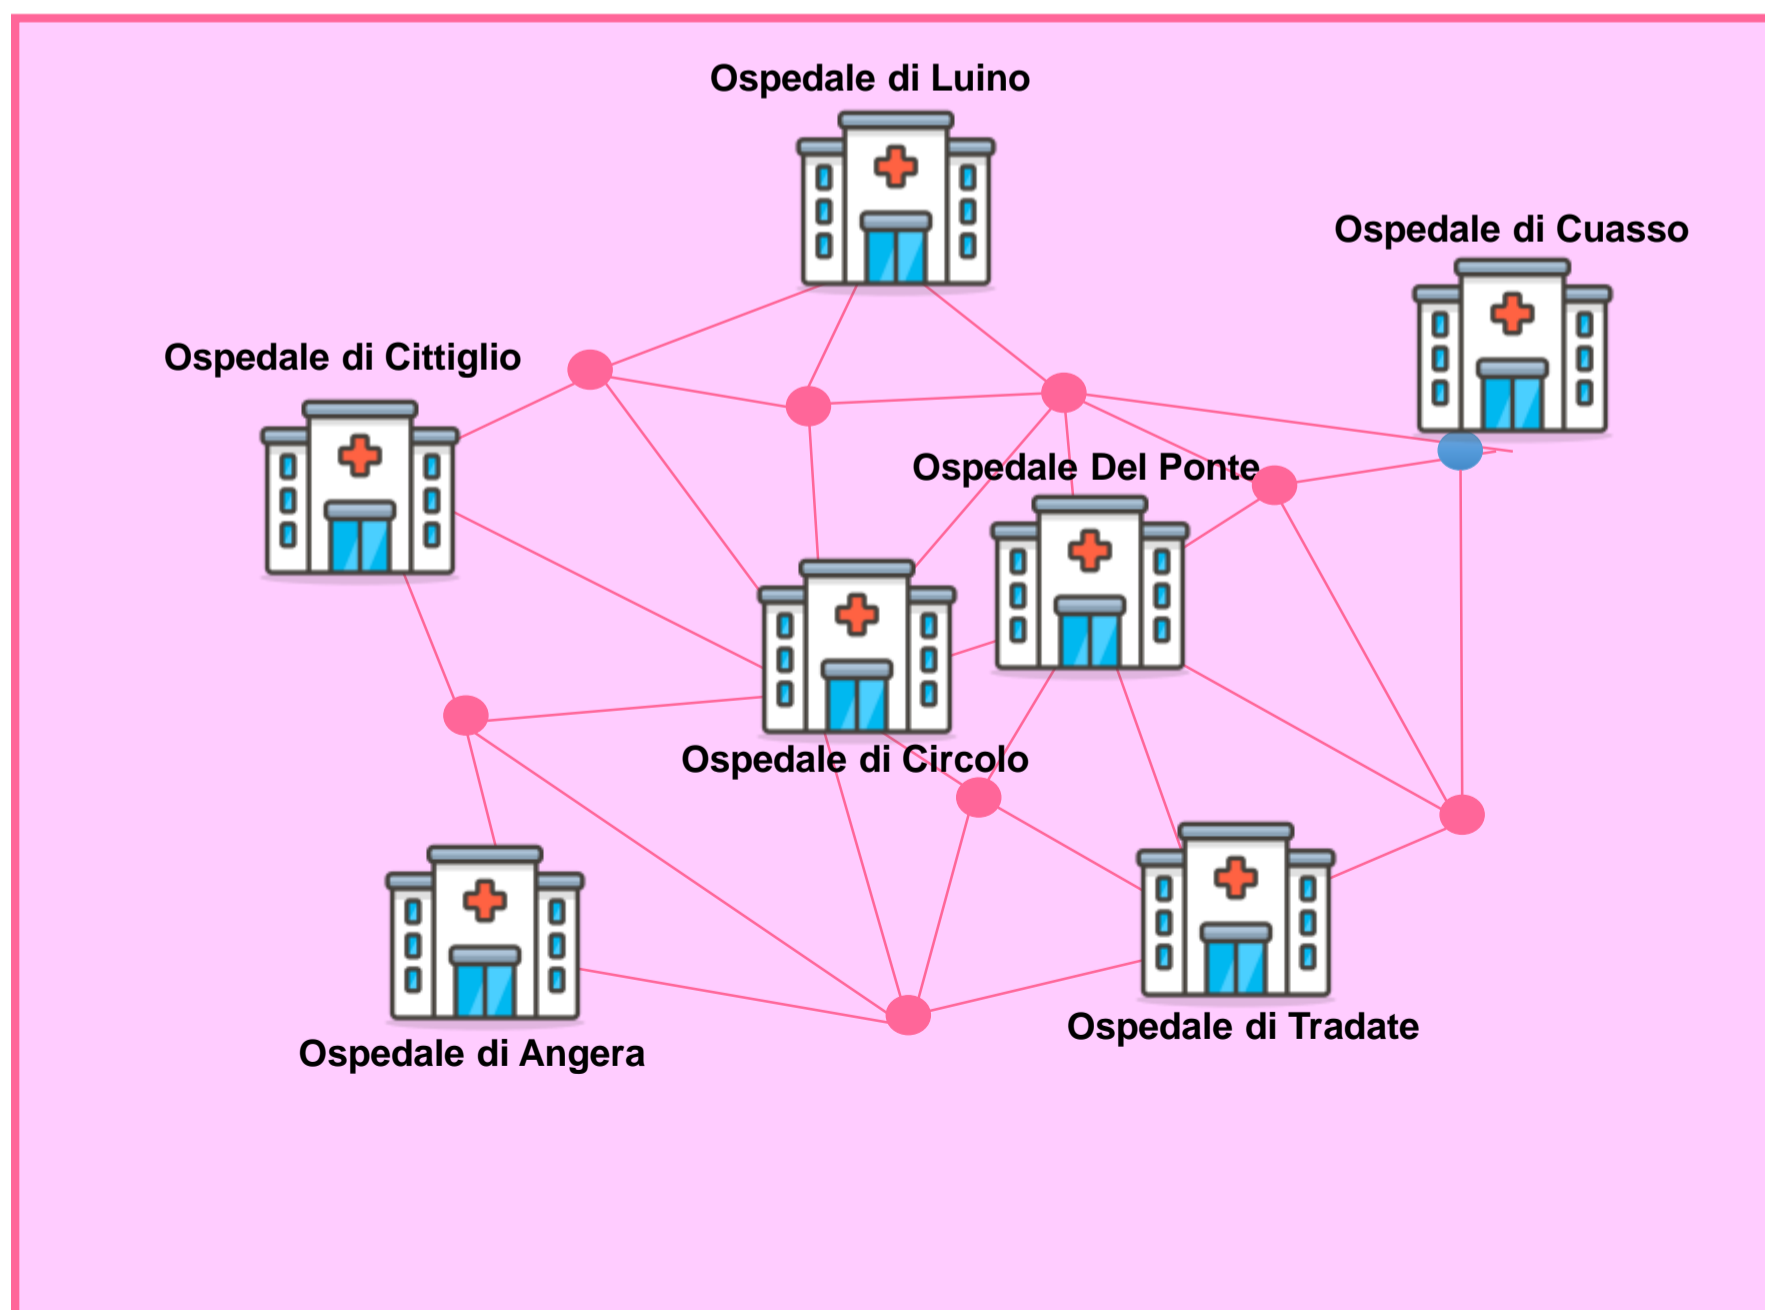 Ospedale di Luino
Ospedale di Cuasso
Ospedale di Cittiglio
Ospedale Del Ponte
Ospedale di Circolo
Ospedale di Tradate
Ospedale di Angera